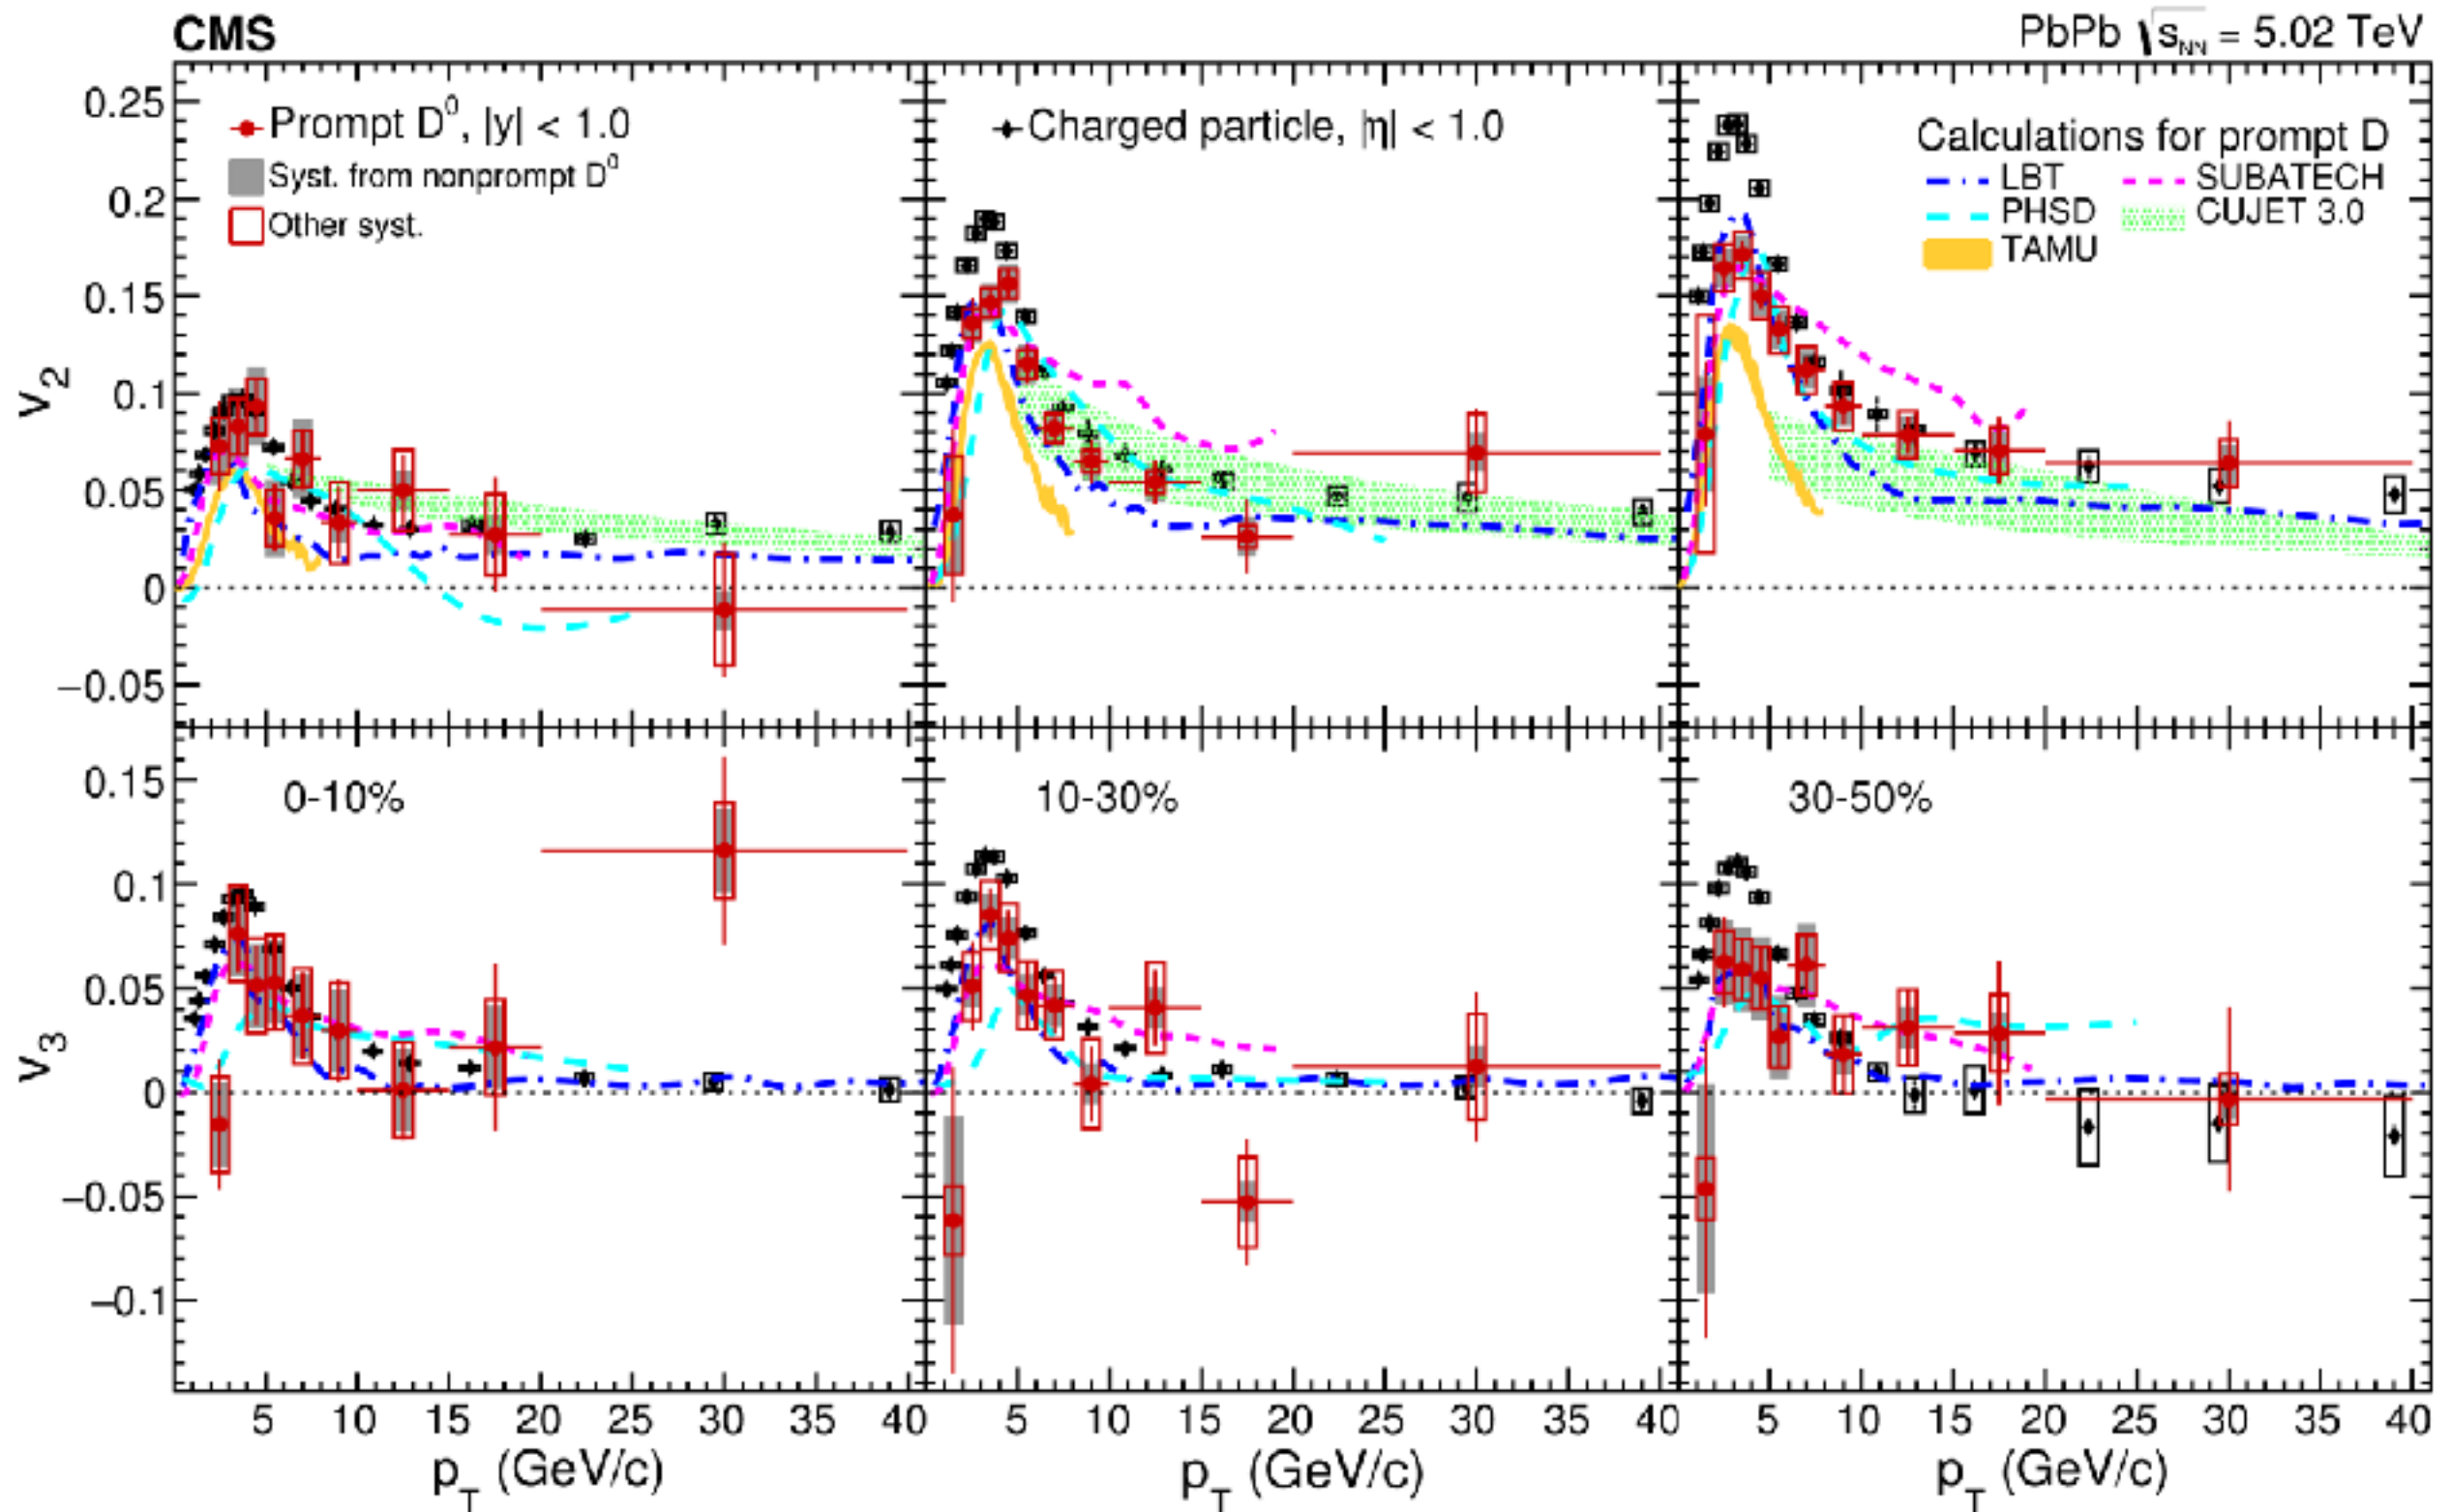 CMS
PbPb √s_NN = 5.02 TeV
0.25
0.2
0.15
0.1
0.05
0
−0.05
v₂
Prompt D⁰, |y| < 1.0
Syst. from nonprompt D⁰
Other syst.
Charged particle, |η| < 1.0
Calculations for prompt D
LBT
SUBATECH
PHSD
CUJET 3.0
TAMU
0.15
0.1
0.05
0
−0.05
−0.1
v₃
0-10%
10-30%
30-50%
5 10 15 20 25 30 35 40
5 10 15 20 25 30 35 40
5 10 15 20 25 30 35 40
p_T (GeV/c)
p_T (GeV/c)
p_T (GeV/c)